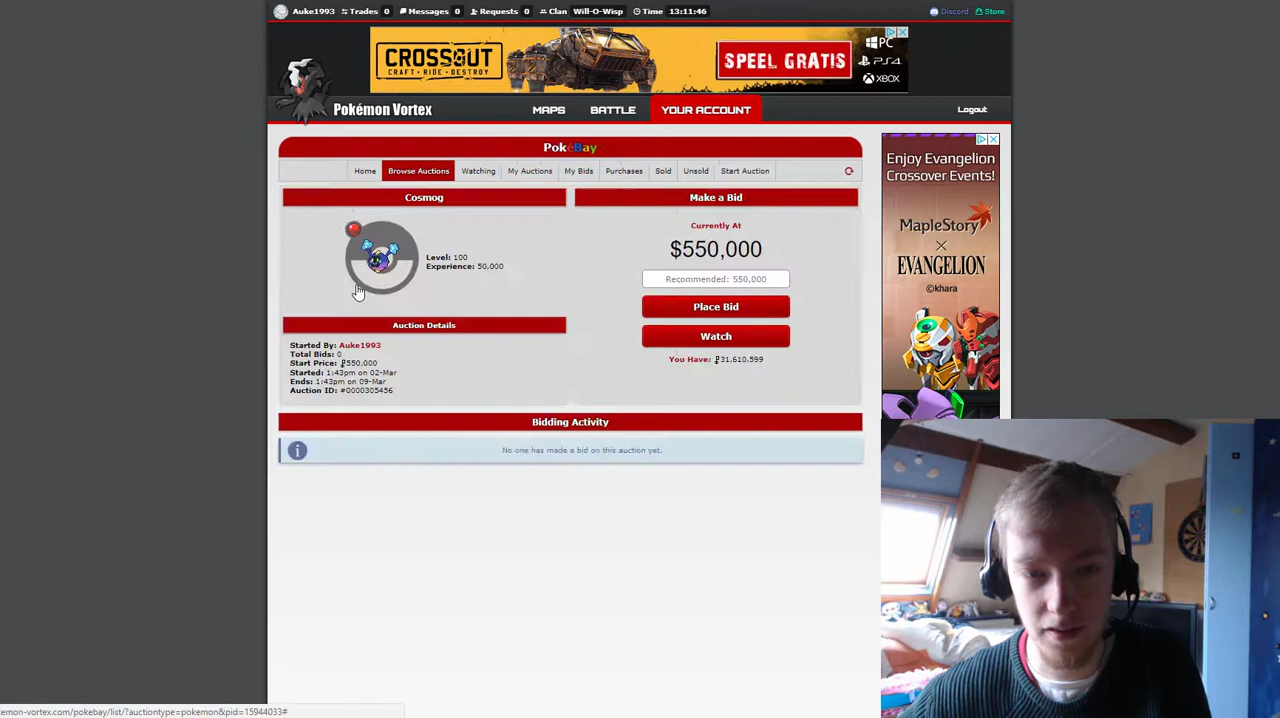 Auke1993 Trades 0 Messages 0 Requests 0 Clan Will-O-Wisp Time 13:11:46 Discord Store
CROSSOUT
CRAFT · RIDE · DESTROY
SPEEL GRATIS
PC
PS4
XBOX
Pokémon Vortex MAPS BATTLE YOUR ACCOUNT Logout
PokéBay
Home Browse Auctions Watching My Auctions My Bids Purchases Sold Unsold Start Auction
Cosmog
Level: 100
Experience: 50,000
Auction Details
Started By: Auke1993
Total Bids: 0
Start Price: 550,000
Started: 1:43pm on 02-Mar
Ends: 1:43pm on 09-Mar
Auction ID: #0000305456
Make a Bid
Currently At
$550,000
Recommended: 550,000
Place Bid
Watch
You Have: 31,610,599
Bidding Activity
No one has made a bid on this auction yet.
Enjoy Evangelion
Crossover Events!
MapleStory
×
EVANGELION
©khara
kemon-vortex.com/pokebay/list/?auctiontype=pokemon&pid=15944033#